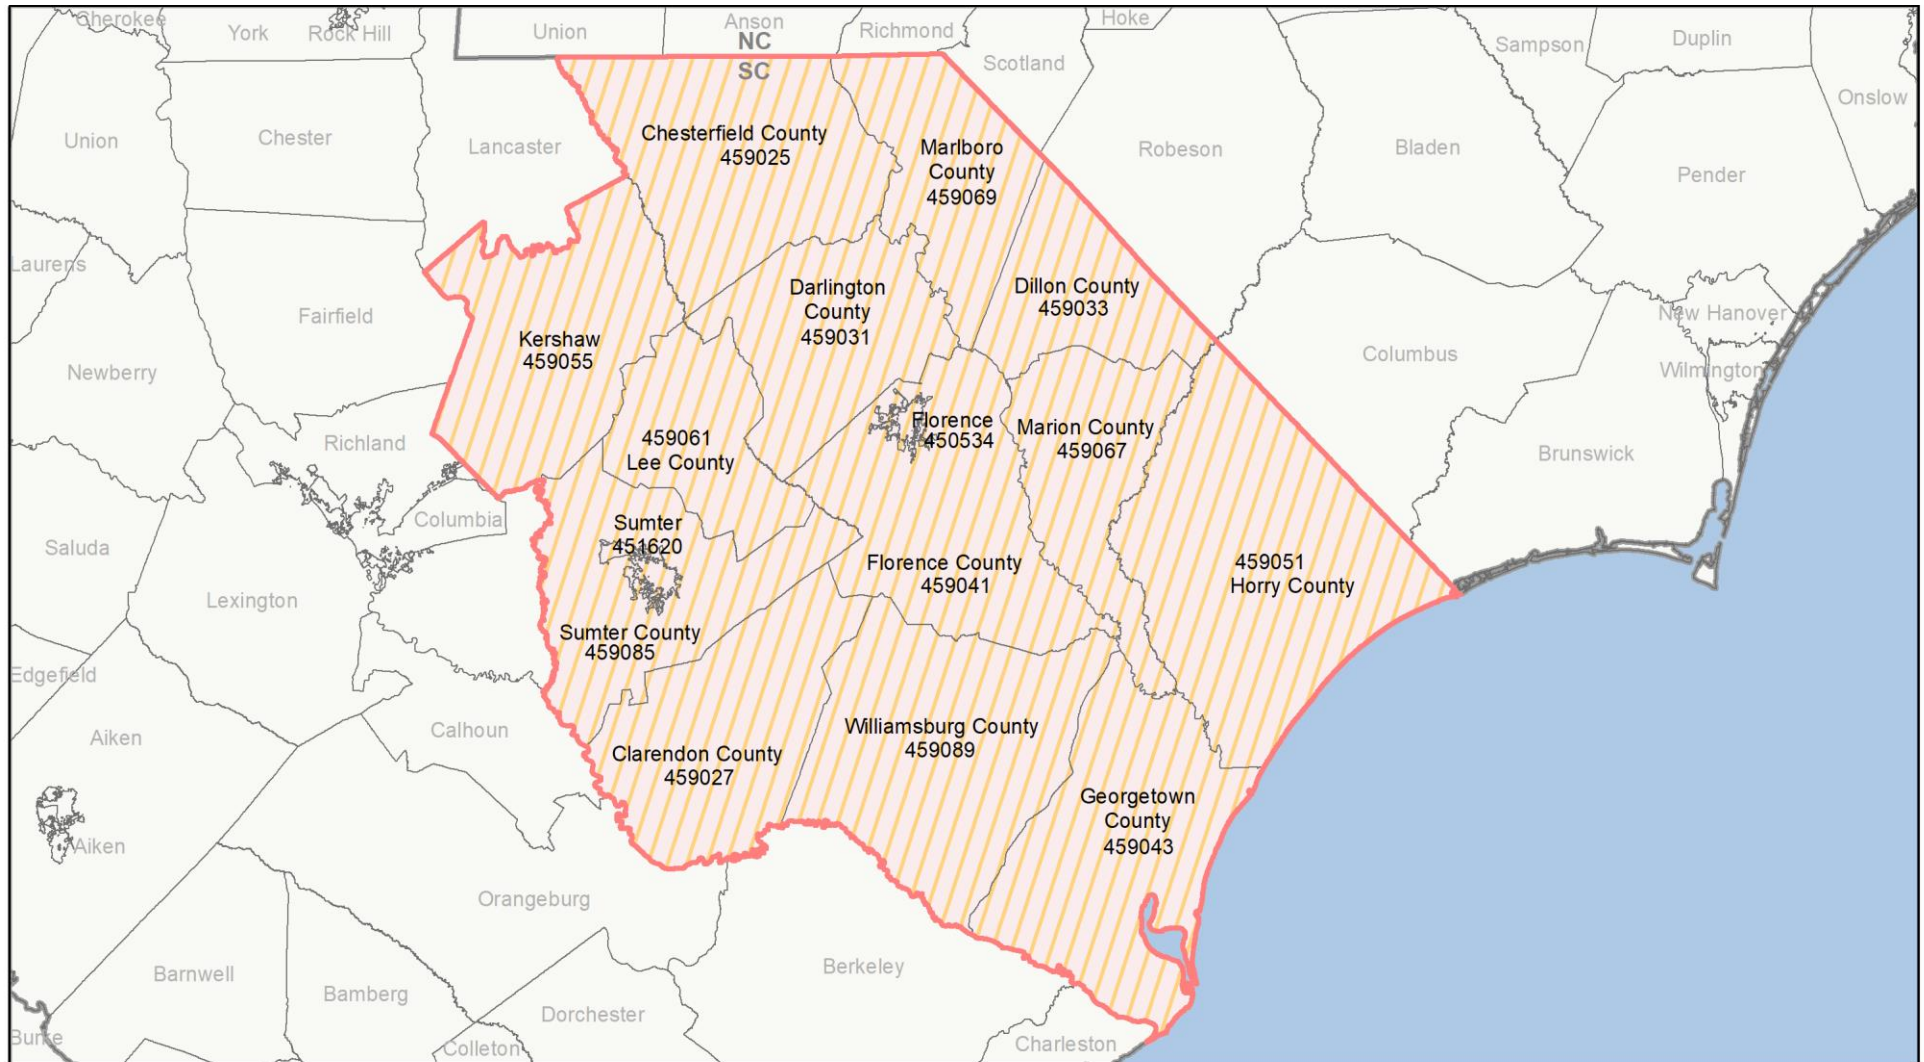 Cherokee
York
Rock Hill
Union
Anson
Richmond
Hoke
Sampson
Duplin
NC
SC
Scotland
Onslow
Union
Chester
Lancaster
Chesterfield County
459025
Marlboro
County
459069
Robeson
Bladen
Pender
Laurens
Fairfield
Kershaw
459055
Darlington
County
459031
Dillon County
459033
Columbus
New Hanover
Wilmington
Newberry
Richland
459061
Lee County
Florence
450534
Marion County
459067
Brunswick
Columbia
Saluda
Sumter
451620
Florence County
459041
459051
Horry County
Lexington
Sumter County
459085
Edgefield
Aiken
Calhoun
Clarendon County
459027
Williamsburg County
459089
Georgetown
County
459043
Aiken
Orangeburg
Barnwell
Bamberg
Berkeley
Dorchester
Burke
Colleton
Charleston